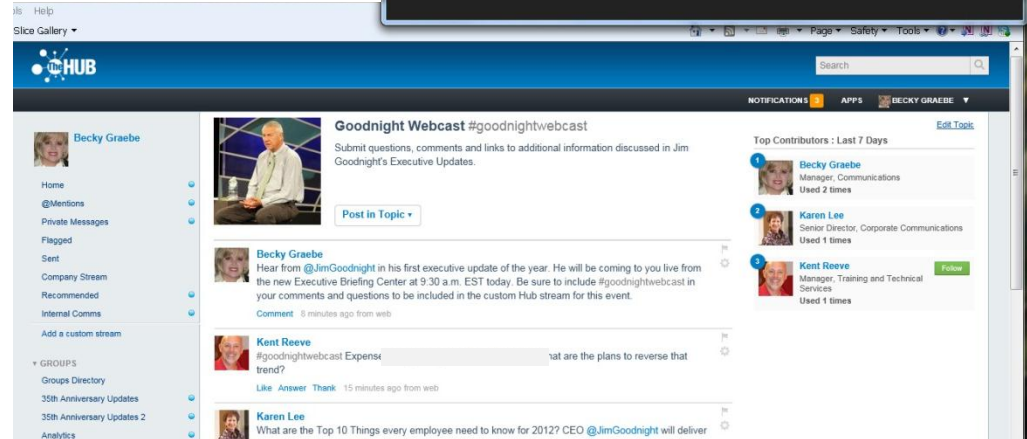 ols Help
Slice Gallery
Page Safety Tools
The HUB
Search
NOTIFICATIONS 3 APPS BECKY GRAEBE
Becky Graebe
Home
@Mentions
Private Messages
Flagged
Sent
Company Stream
Recommended
Internal Comms
Add a custom stream
GROUPS
Groups Directory
35th Anniversary Updates
35th Anniversary Updates 2
Analytics
Goodnight Webcast #goodnightwebcast
Submit questions, comments and links to additional information discussed in Jim
Goodnight's Executive Updates.
Post in Topic
Becky Graebe
Hear from @JimGoodnight in his first executive update of the year. He will be coming to you live from
the new Executive Briefing Center at 9:30 a.m. EST today. Be sure to include #goodnightwebcast in
your comments and questions to be included in the custom Hub stream for this event.
Comment 8 minutes ago from web
Kent Reeve
#goodnightwebcast Expense hat are the plans to reverse that
trend?
Like Answer Thank 15 minutes ago from web
Karen Lee
What are the Top 10 Things every employee need to know for 2012? CEO @JimGoodnight will deliver
Edit Topic
Top Contributors : Last 7 Days
1
Becky Graebe
Manager, Communications
Used 2 times
2
Karen Lee
Senior Director, Corporate Communications
Used 1 times
3
Kent Reeve
Follow
Manager, Training and Technical
Services
Used 1 times